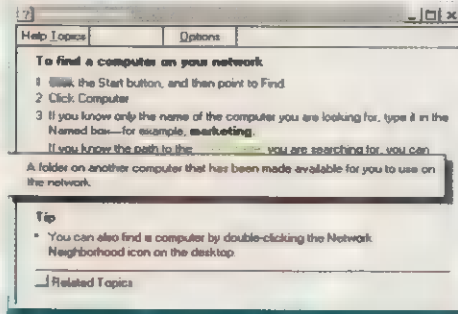 ?
Help Topics Options
To find a computer on your network
1 Click the Start button, and then point to Find
2 Click Computer
3 If you know only the name of the computer you are looking for, type it in the
Named box—for example, marketing.
If you know the path to the you are searching for, you can
A folder on another computer that has been made available for you to use on
the network.
Tip
• You can also find a computer by double-clicking the Network
Neighborhood icon on the desktop
Related Topics